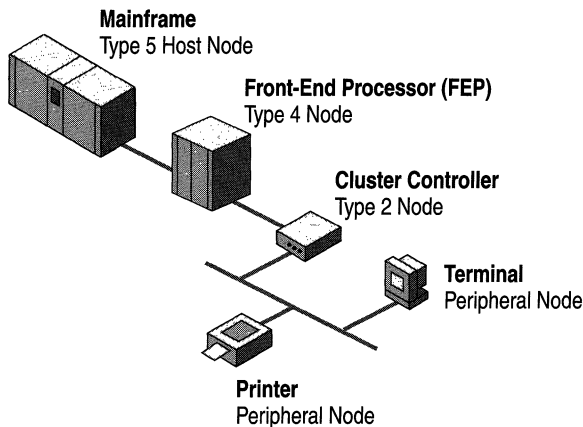 Mainframe
Type 5 Host Node
Front-End Processor (FEP)
Type 4 Node
Cluster Controller
Type 2 Node
Terminal
Peripheral Node
Printer
Peripheral Node